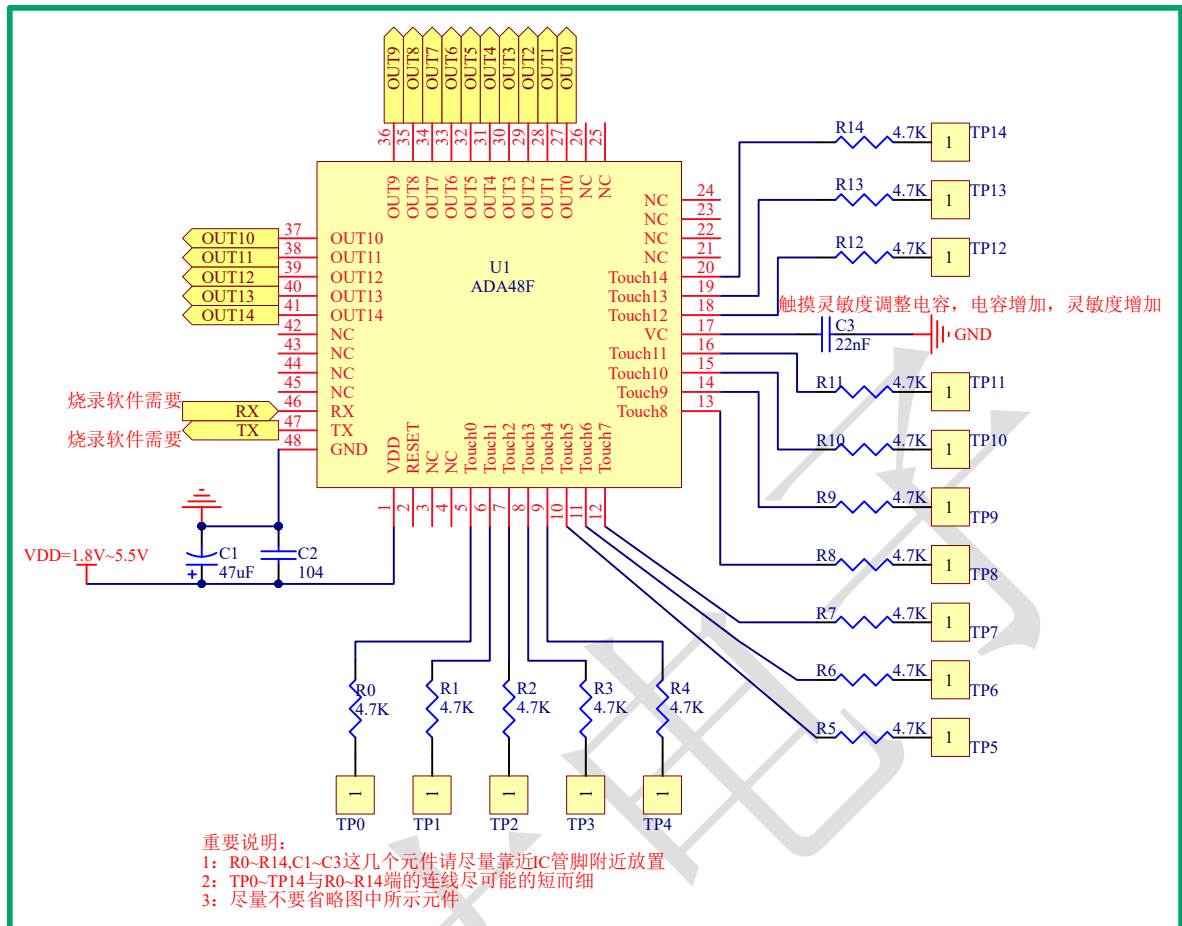 OUT9 OUT8 OUT7 OUT6 OUT5 OUT4 OUT3 OUT2 OUT1 OUT0
36 35 34 33 32 31 30 29 28 27 26 25
OUT9 OUT8 OUT7 OUT6 OUT5 OUT4 OUT3 OUT2 OUT1 OUT0 NC NC
U1
ADA48F
OUT10 37 OUT10
OUT11 38 OUT11
OUT12 39 OUT12
OUT13 40 OUT13
OUT14 41 OUT14
42 NC
43 NC
44 NC
45 NC
烧录软件需要 RX 46 RX
烧录软件需要 TX 47 TX
48 GND
NC 24
NC 23
NC 22
NC 21
Touch14 20
Touch13 19
Touch12 18
VC 17
Touch11 16
Touch10 15
Touch9 14
Touch8 13
VDD RESET NC NC Touch0 Touch1 Touch2 Touch3 Touch4 Touch5 Touch6 Touch7
1 2 3 4 5 6 7 8 9 10 11 12
R14 4.7K 1 TP14
R13 4.7K 1 TP13
R12 4.7K 1 TP12
触摸灵敏度调整电容，电容增加，灵敏度增加
C3
22nF
GND
R11 4.7K 1 TP11
R10 4.7K 1 TP10
R9 4.7K 1 TP9
R8 4.7K 1 TP8
R7 4.7K 1 TP7
R6 4.7K 1 TP6
R5 4.7K 1 TP5
VDD=1.8V~5.5V
C1
47uF
+
C2
104
R0 R1 R2 R3 R4
4.7K 4.7K 4.7K 4.7K 4.7K
1 1 1 1 1
TP0 TP1 TP2 TP3 TP4
重要说明：
1：R0~R14,C1~C3这几个元件请尽量靠近IC管脚附近放置
2：TP0~TP14与R0~R14端的连线尽可能的短而细
3：尽量不要省略图中所示元件